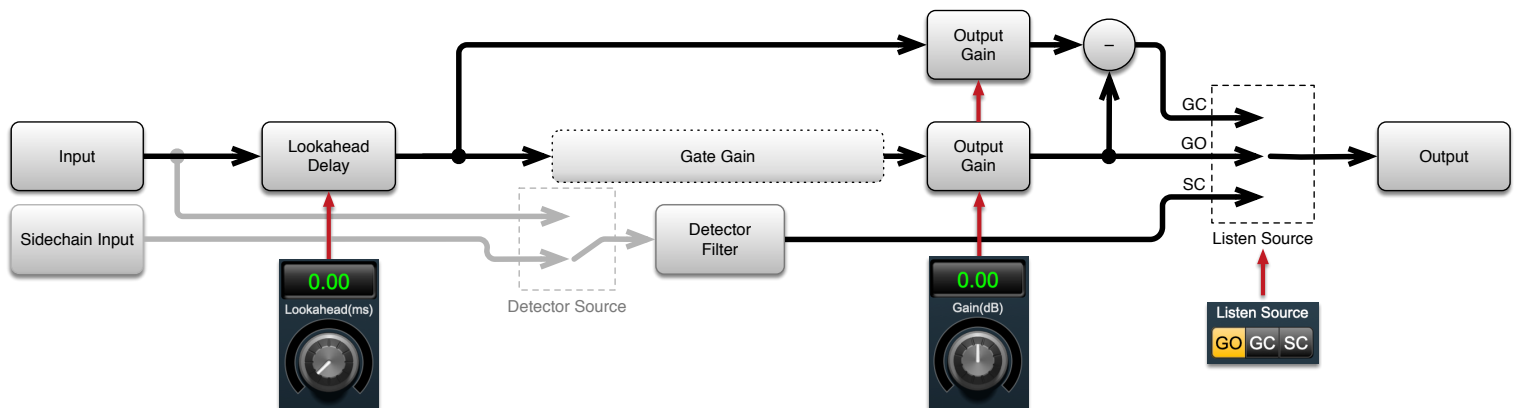 Output
Gain
–
GC
Input
Lookahead
Delay
Gate Gain
Output
Gain
GO
Output
SC
Sidechain Input
Detector
Filter
Listen Source
Detector Source
0.00
Lookahead(ms)
0.00
Gain(dB)
Listen Source
GO GC SC